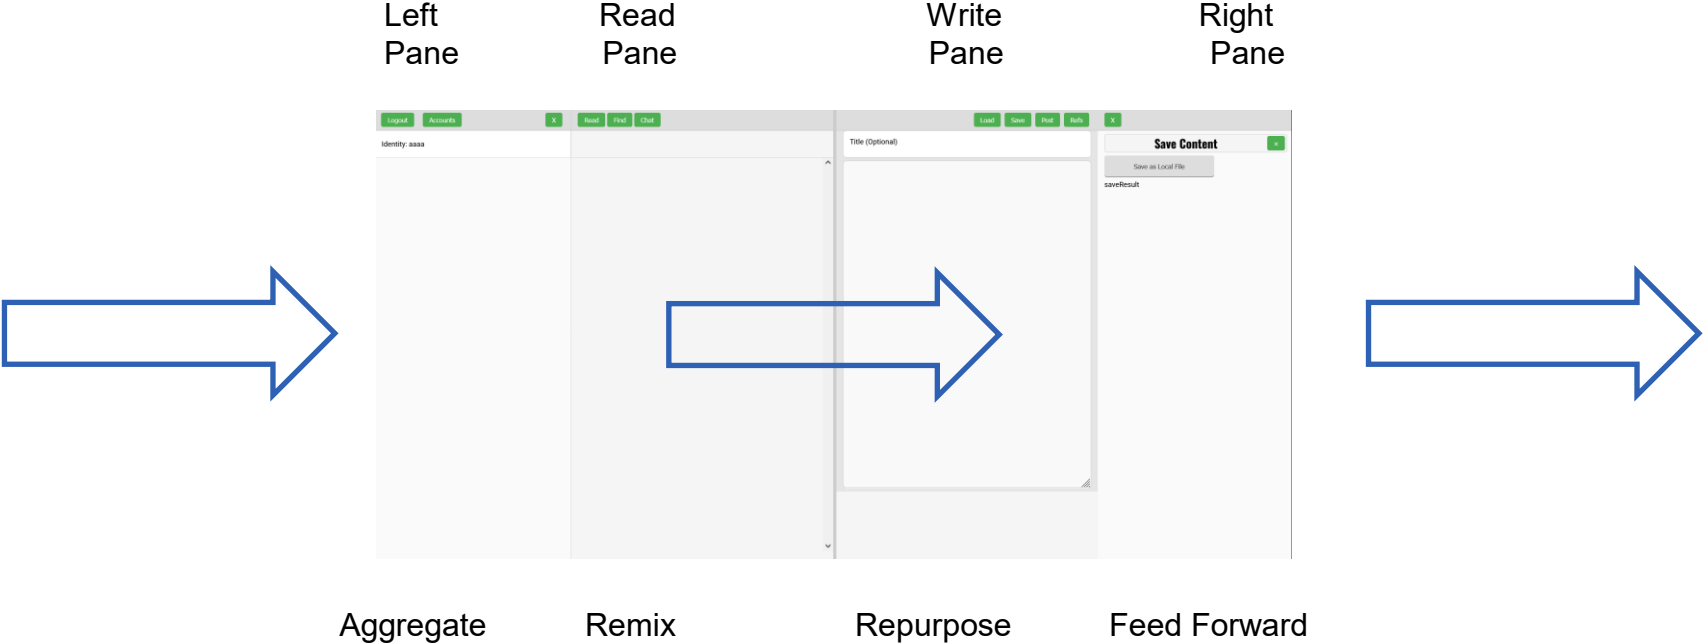 Left Read Write Right
Pane Pane Pane Pane
Logout Accounts X Read Find Chat Load Save Post Refs X
Identity: aaaa
Title (Optional)
Save Content
Save as Local File
saveResult
Aggregate Remix Repurpose Feed Forward